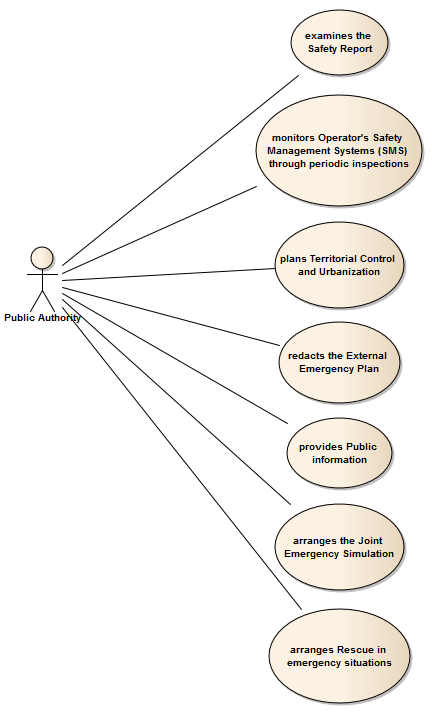 examines the
Safety Report
monitors Operator's Safety
Management Systems (SMS)
through periodic inspections
plans Territorial Control
and Urbanization
Public Authority
redacts the External
Emergency Plan
provides Public
information
arranges the Joint
Emergency Simulation
arranges Rescue in
emergency situations